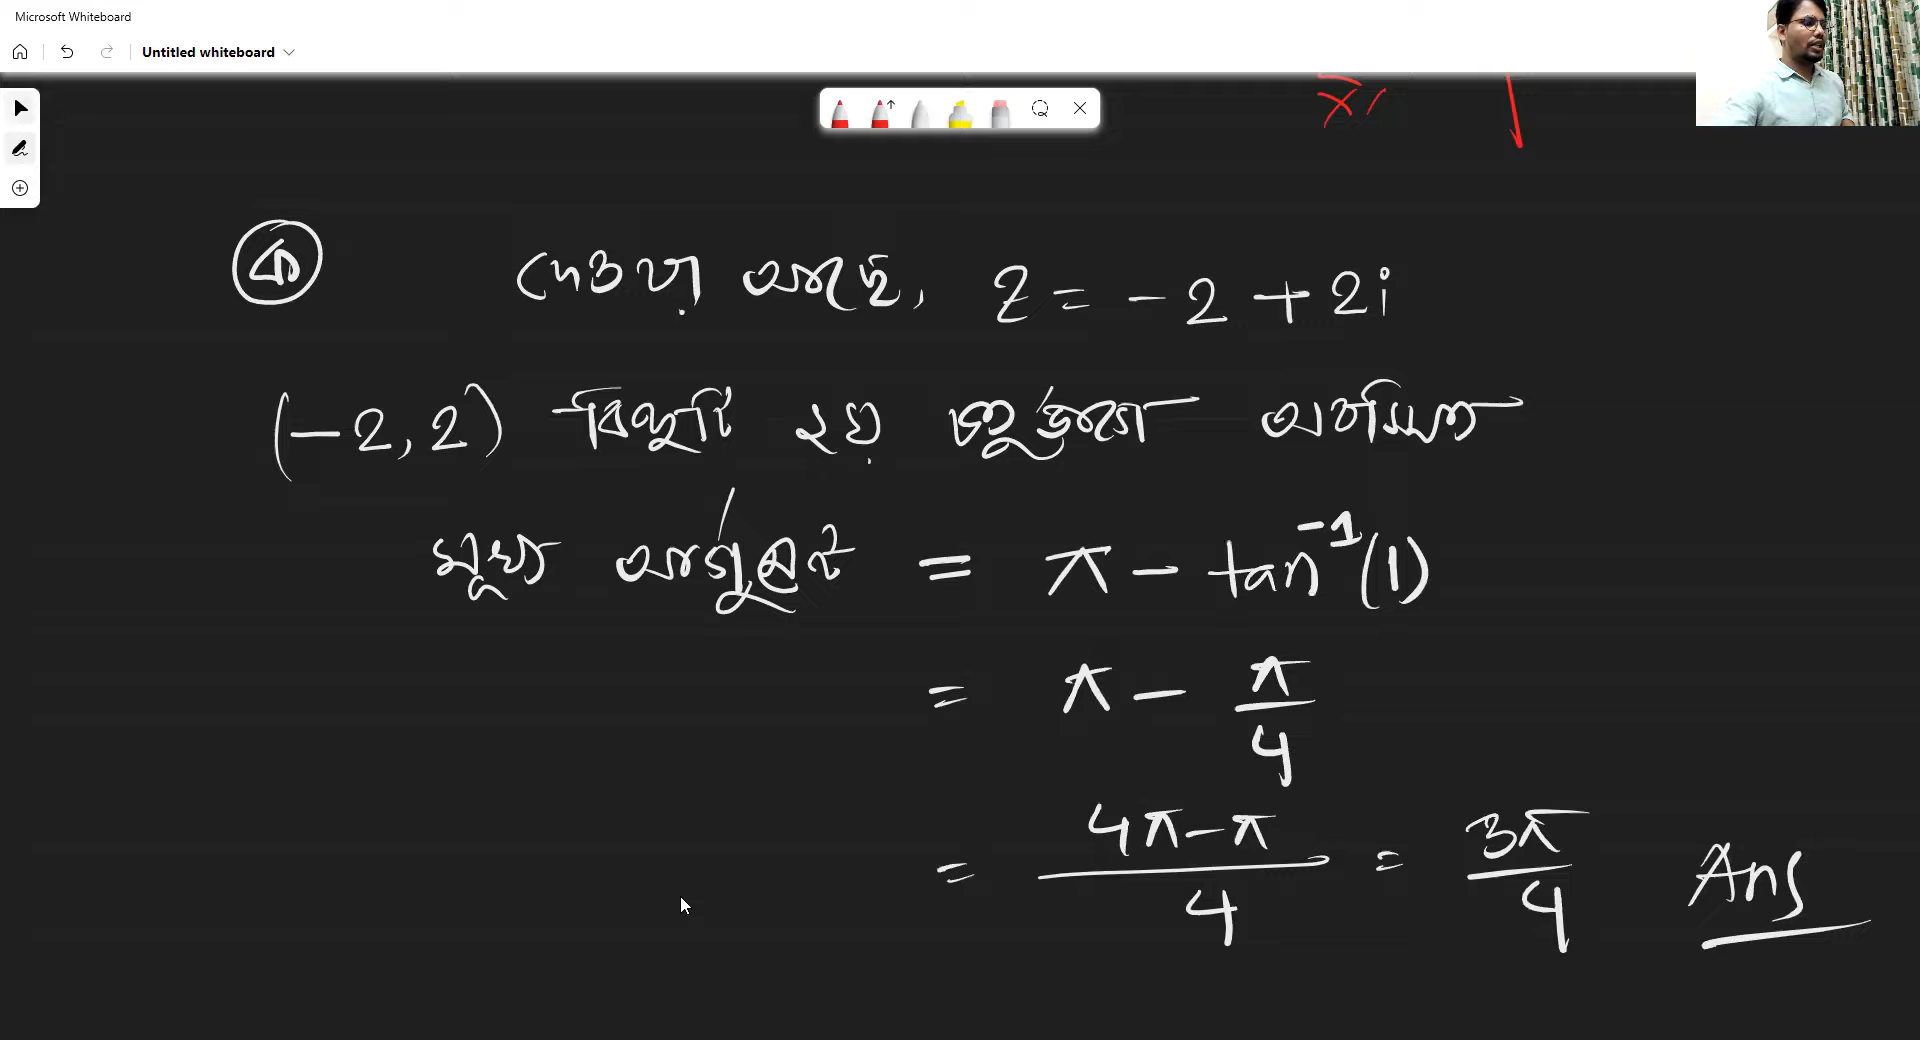 Microsoft Whiteboard
Untitled whiteboard
ক দেওয়া আছে, z = -2 + 2i
(-2, 2) বিন্দুটি ২য় চতুর্ভাগে অবস্থিত
মূখ্য আর্গুমেন্ট = π - tan⁻¹(1)
= π - π/4
= (4π - π)/4 = 3π/4 Ans